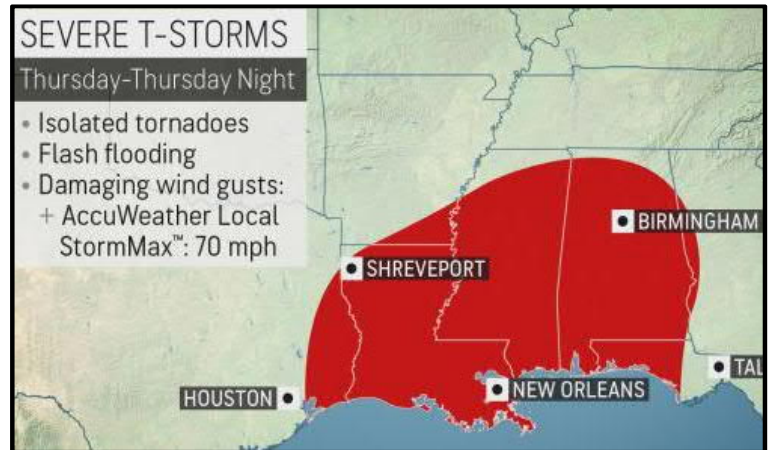 SEVERE T-STORMS
Thursday-Thursday Night
• Isolated tornadoes
• Flash flooding
• Damaging wind gusts:
+ AccuWeather Local
StormMax™: 70 mph
BIRMINGHAM
SHREVEPORT
TAL
NEW ORLEANS
HOUSTON